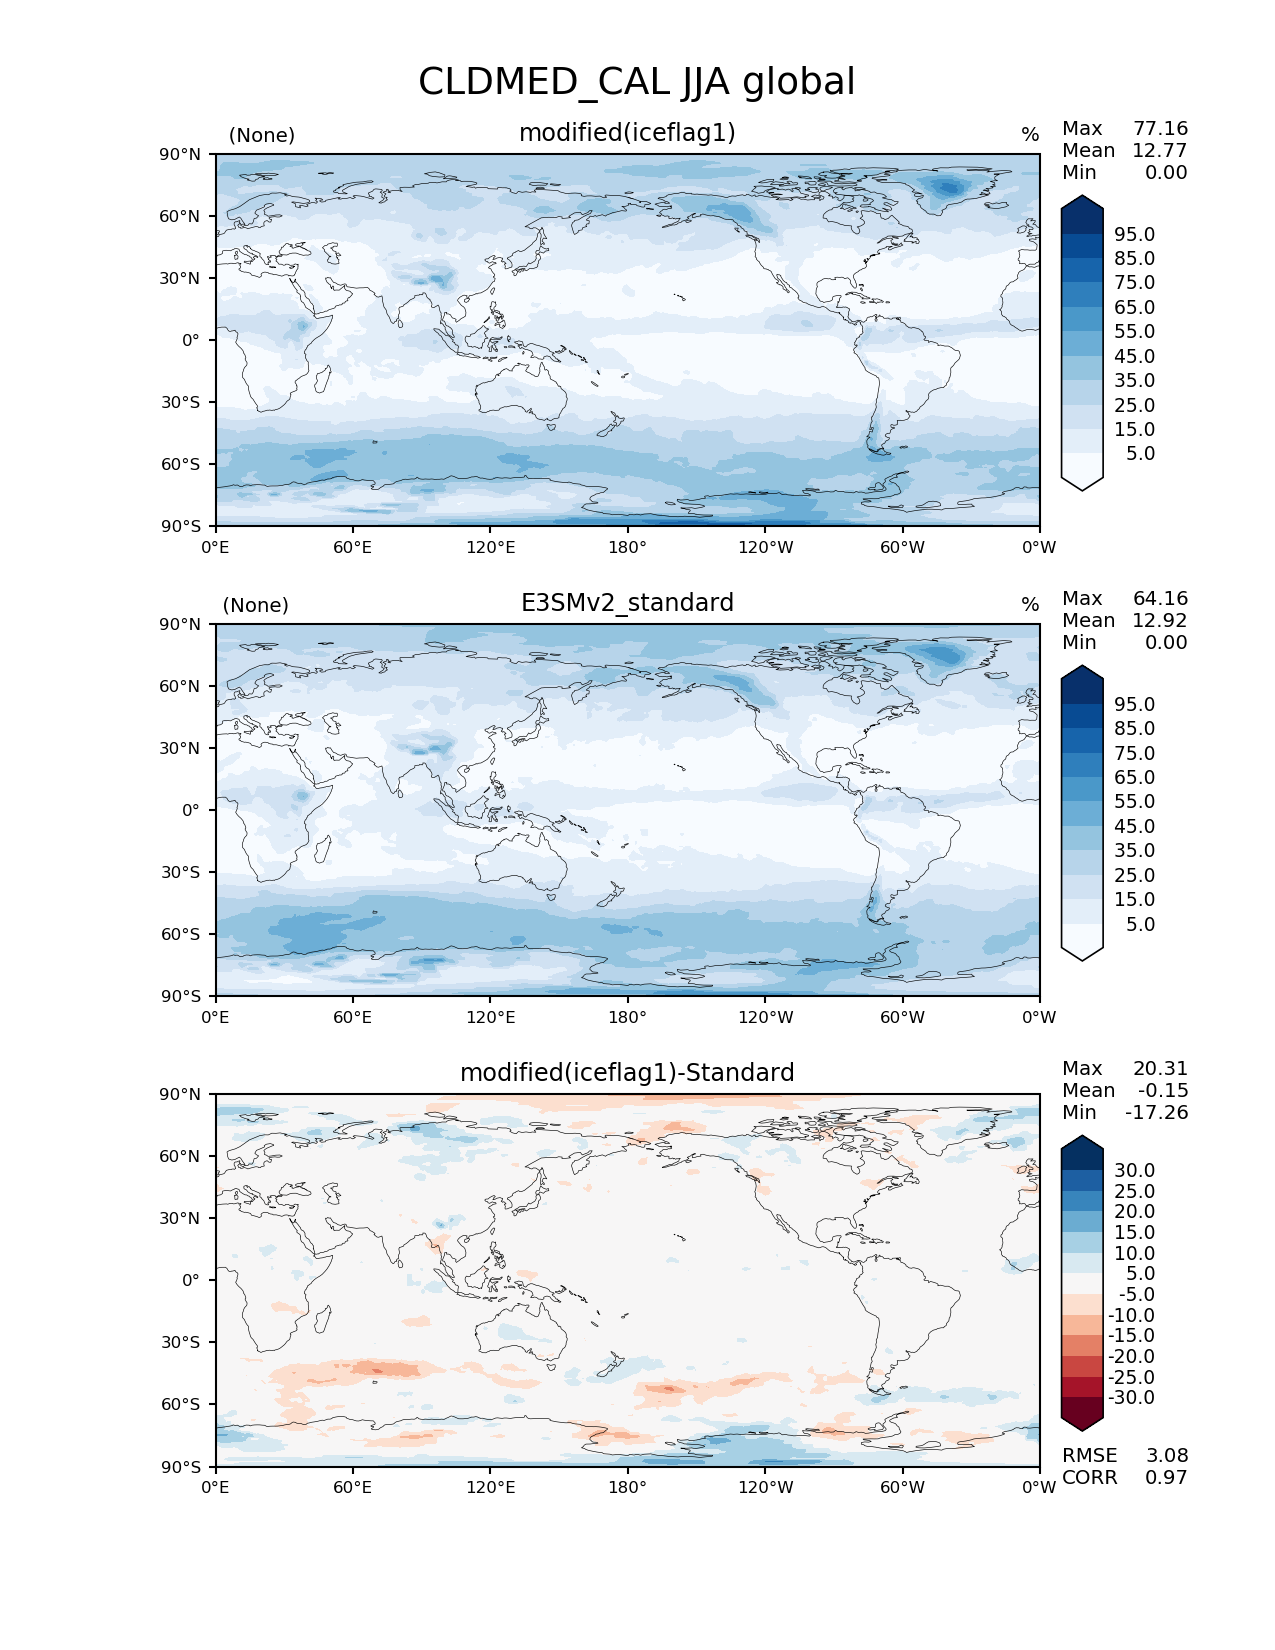 CLDMED_CAL JJA global
(None) modified(iceflag1) %
Max 77.16
Mean 12.77
Min 0.00
90°N
60°N
30°N
0°
30°S
60°S
90°S
0°E 60°E 120°E 180° 120°W 60°W 0°W
95.0
85.0
75.0
65.0
55.0
45.0
35.0
25.0
15.0
5.0
(None) E3SMv2_standard %
Max 64.16
Mean 12.92
Min 0.00
90°N
60°N
30°N
0°
30°S
60°S
90°S
0°E 60°E 120°E 180° 120°W 60°W 0°W
95.0
85.0
75.0
65.0
55.0
45.0
35.0
25.0
15.0
5.0
modified(iceflag1)-Standard
Max 20.31
Mean -0.15
Min -17.26
90°N
60°N
30°N
0°
30°S
60°S
90°S
0°E 60°E 120°E 180° 120°W 60°W 0°W
30.0
25.0
20.0
15.0
10.0
5.0
-5.0
-10.0
-15.0
-20.0
-25.0
-30.0
RMSE 3.08
CORR 0.97